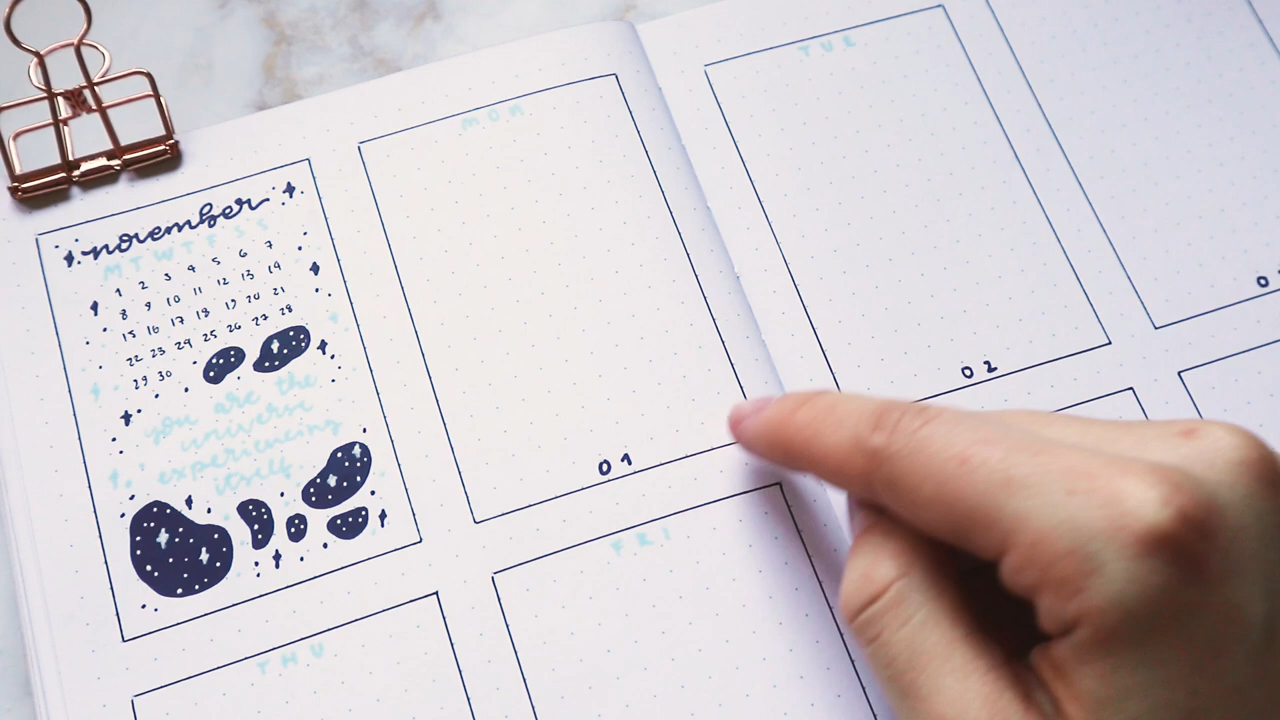 november
M T W T F S S
1 2 3 4 5 6 7
8 9 10 11 12 13 14
15 16 17 18 19 20 21
22 23 24 25 26 27 28
29 30
you are the
universe
experiencing
itself.
MON
01
TUE
02
THU
FRI